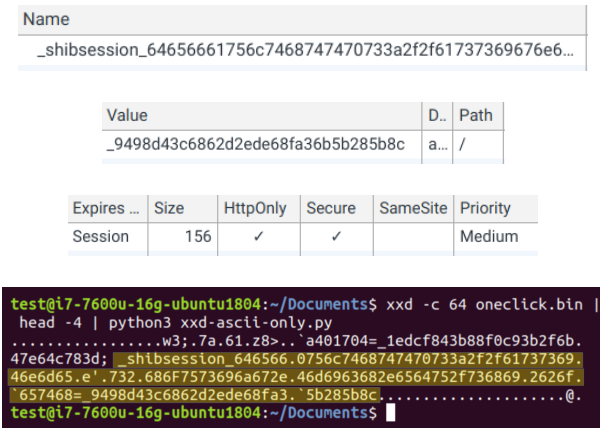 Name
_shibsession_64656661756c7468747470733a2f2f61737369676e6...
Value D.. Path
_9498d43c6862d2ede68fa36b5b285b8c a... /
Expires ... Size HttpOnly Secure SameSite Priority
Session 156 ✓ ✓ Medium
test@i7-7600u-16g-ubuntu1804:~/Documents$ xxd -c 64 oneclick.bin |
head -4 | python3 xxd-ascii-only.py
.................w3;.7a.61.z8>..`a401704=_1edcf843b88f0c93b2f6b.
47e64c783d; _shibsession_646566.0756c7468747470733a2f2f61737369.
46e6d65.e'.732.686F7573696a672e.46d6963682e6564752f736869.2626f.
`657468=_9498d43c6862d2ede68fa3.`5b285b8c.....................@.
test@i7-7600u-16g-ubuntu1804:~/Documents$